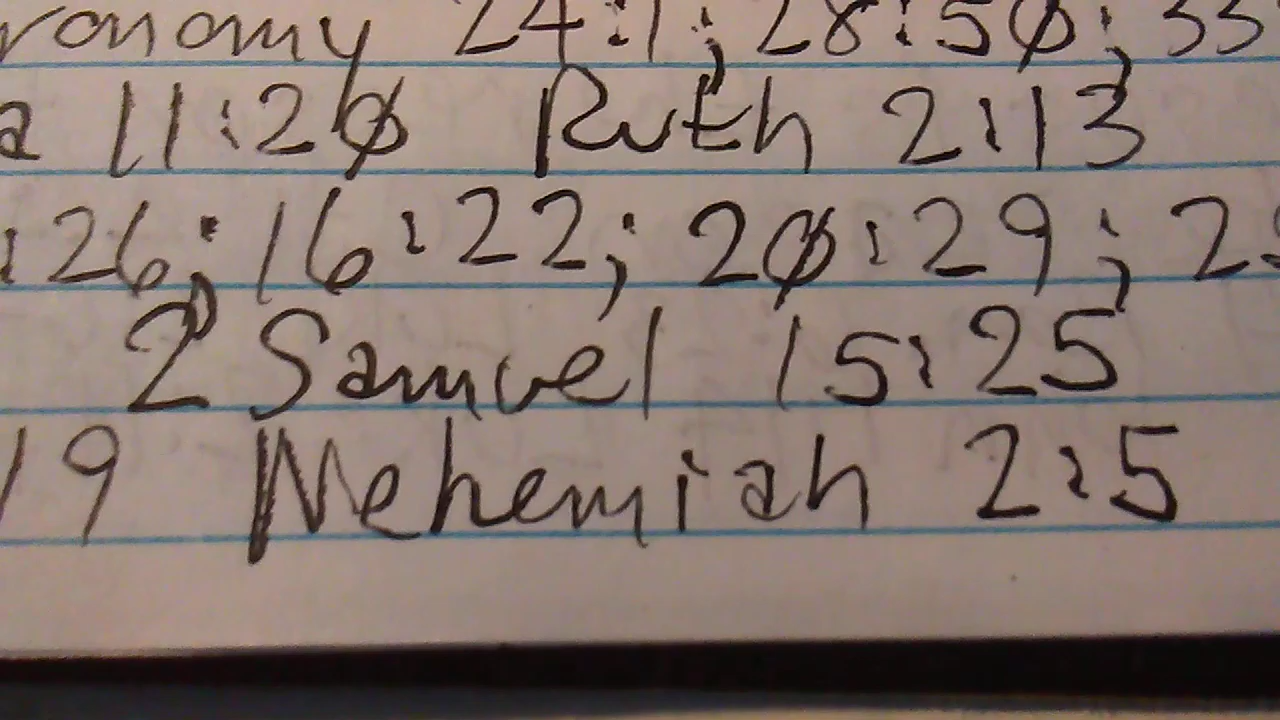 ronomy 24:1; 28:50; 33
a 11:20 Ruth 2:13
:26; 16:22; 20:29; 25
2 Samuel 15:25
19 Nehemiah 2:5